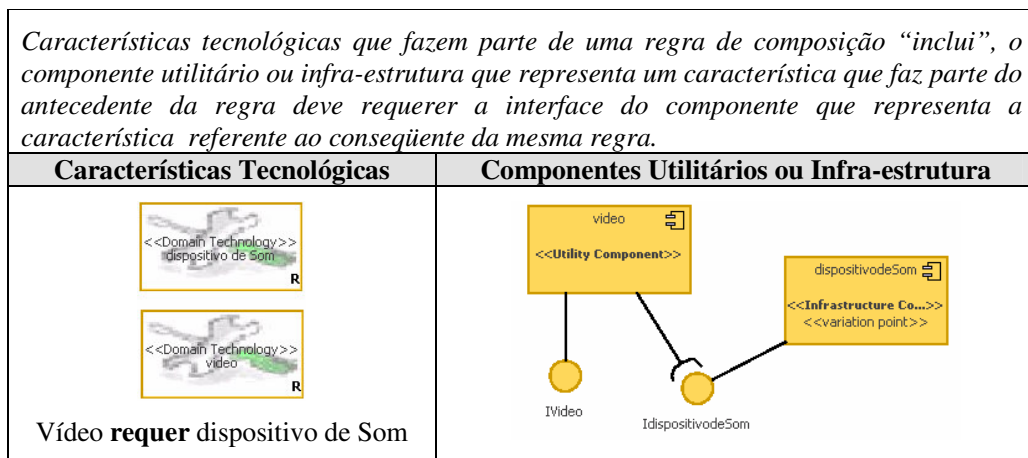 Características tecnológicas que fazem parte de uma regra de composição “inclui”, o
componente utilitário ou infra-estrutura que representa um característica que faz parte do
antecedente da regra deve requerer a interface do componente que representa a
característica referente ao conseqüente da mesma regra.
Características Tecnológicas
Componentes Utilitários ou Infra-estrutura
<<Domain Technology>>
dispositivo de Som
R
<<Domain Technology>>
video
R
Vídeo requer dispositivo de Som
video
<<Utility Component>>
dispositivodeSom
<<Infrastructure Co...>>
<<variation point>>
IVideo
IdispositivodeSom